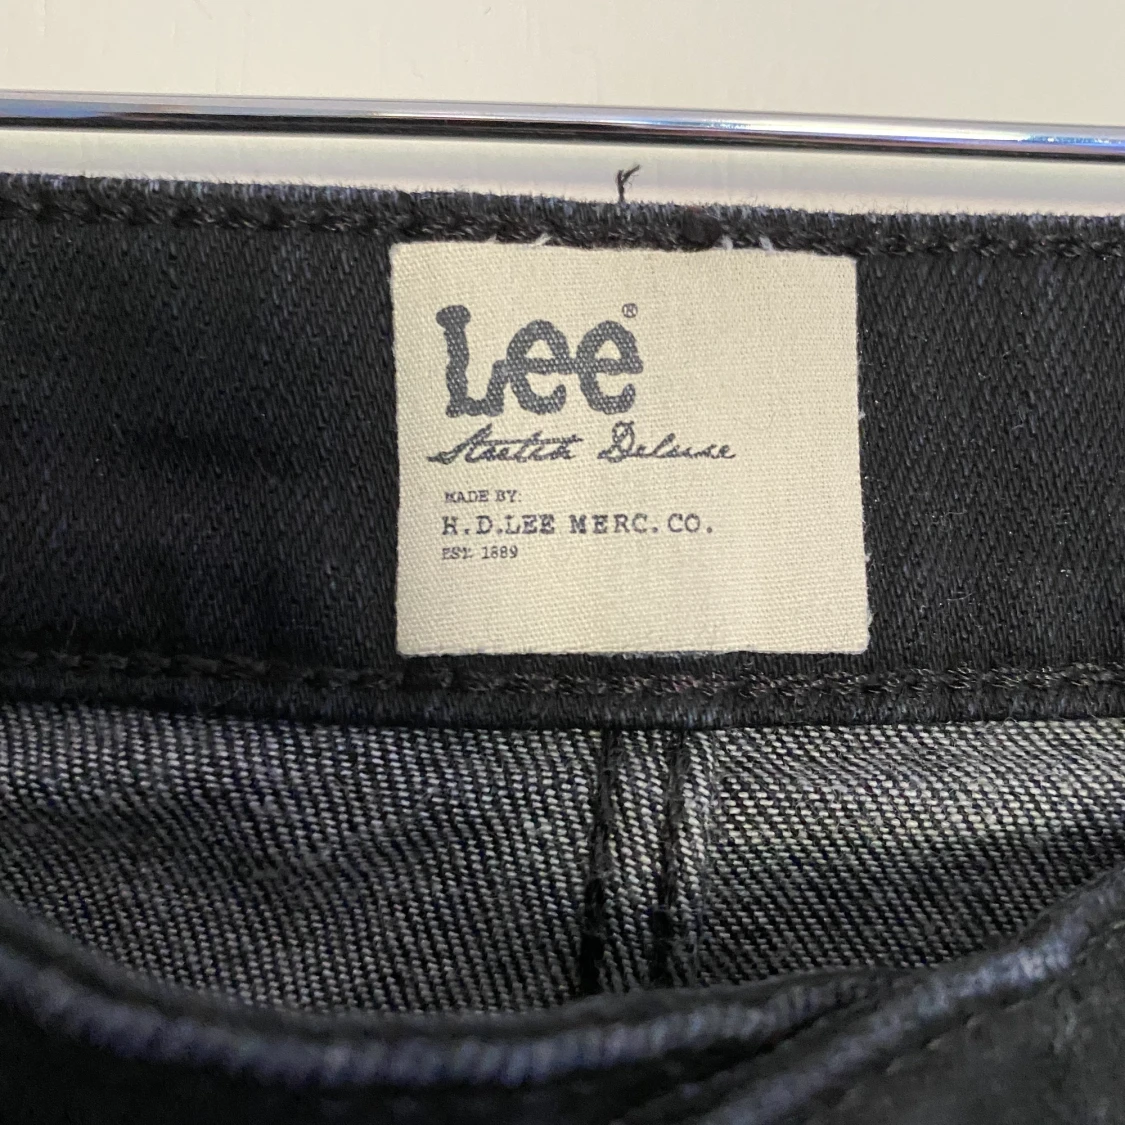 Lee®
Stretch Deluxe
MADE BY:
H.D.LEE MERC.CO.
EST. 1889